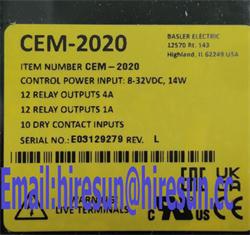 BASLER ELECTRIC
12570 Rt. 143
Highland, Il 62249 USA
CEM-2020
ITEM NUMBER CEM - 2020
CONTROL POWER INPUT: 8-32VDC, 14W
12 RELAY OUTPUTS 4A
12 RELAY OUTPUTS 1A
10 DRY CONTACT INPUTS
SERIAL NO.: E03129279 REV. L
Email:hiresun@hiresun.cc
WARNING!
LIVE TERMINALS